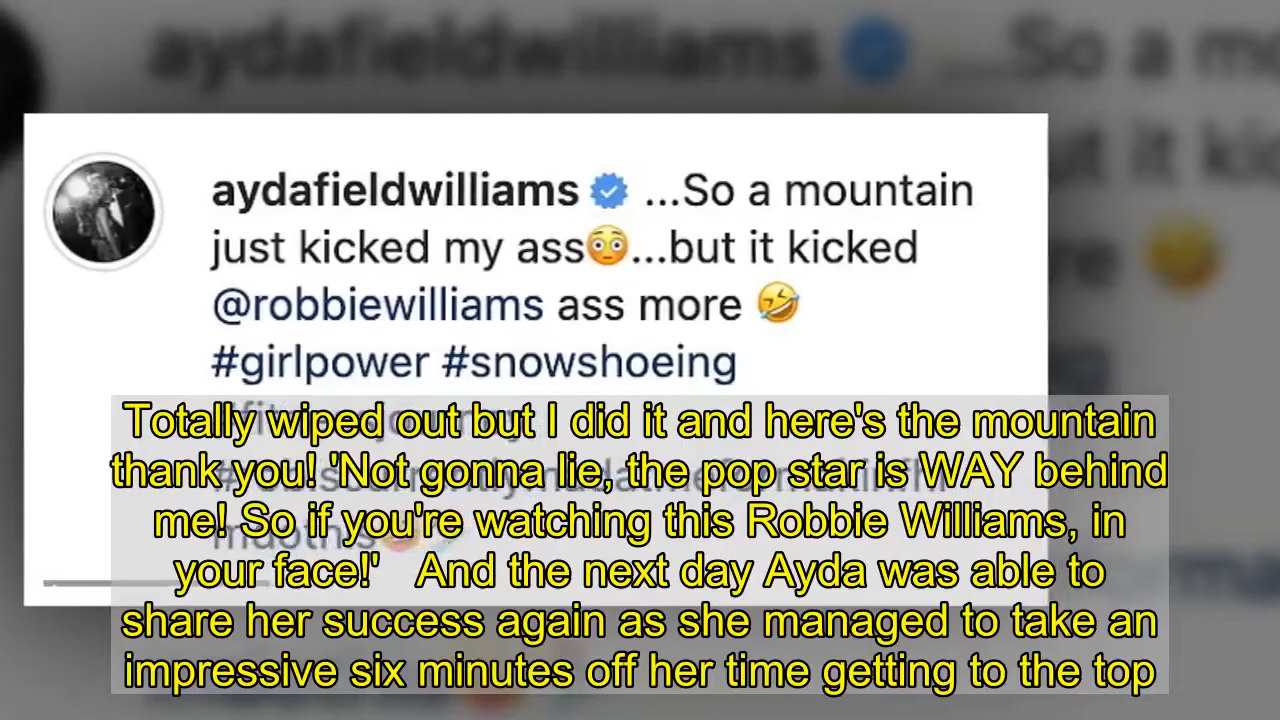 aydafieldwilliams ...So a mo
aydafieldwilliams ...So a mountain
just kicked my ass😳...but it kicked
@robbiewilliams ass more 🤣
#girlpower #snowshoeing
Totally wiped out but I did it and here's the mountain
thank you! 'Not gonna lie, the pop star is WAY behind
me! So if you're watching this Robbie Williams, in
your face!' And the next day Ayda was able to
share her success again as she managed to take an
impressive six minutes off her time getting to the top